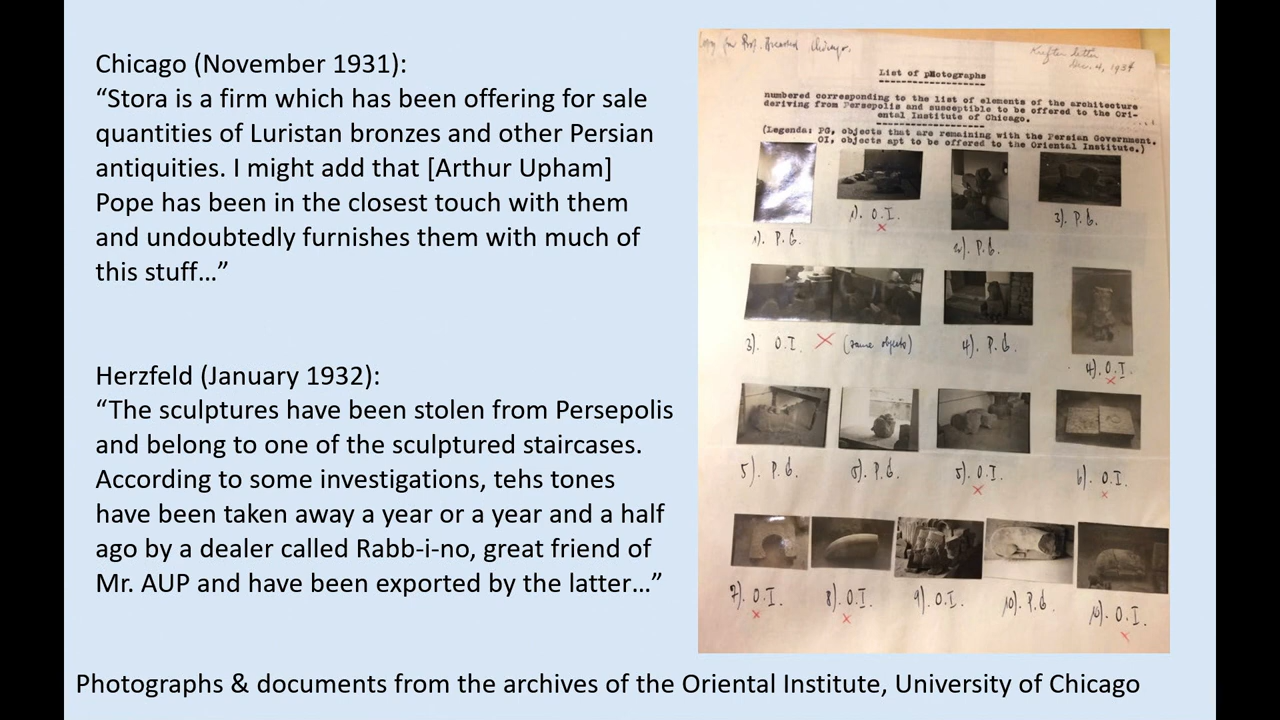 Chicago (November 1931):
“Stora is a firm which has been offering for sale
quantities of Luristan bronzes and other Persian
antiquities. I might add that [Arthur Upham]
Pope has been in the closest touch with them
and undoubtedly furnishes them with much of
this stuff…”
Herzfeld (January 1932):
“The sculptures have been stolen from Persepolis
and belong to one of the sculptured staircases.
According to some investigations, tehs tones
have been taken away a year or a year and a half
ago by a dealer called Rabb-i-no, great friend of
Mr. AUP and have been exported by the latter…”
for Prof. Breasted Chicago.
Krefter letter
Dec. 4, 1934
List of photographs
numbered corresponding to the list of elements of the architecture
deriving from Persepolis and susceptible to be offered to the Ori-
ental Institute of Chicago.
(Legenda: PG, objects that are remaining with the Persian Government.
OI, objects apt to be offered to the Oriental Institute.)
1). P.G.
1). O.I.
2). P.G.
3). P.G.
3). O.I. (same objects)
4). P.G.
4). O.I.
5). P.G.
P.G.
5). O.I.
6). O.I.
7). O.I.
8). O.I.
9). O.I.
10). P.G.
10). O.I.
Photographs & documents from the archives of the Oriental Institute, University of Chicago